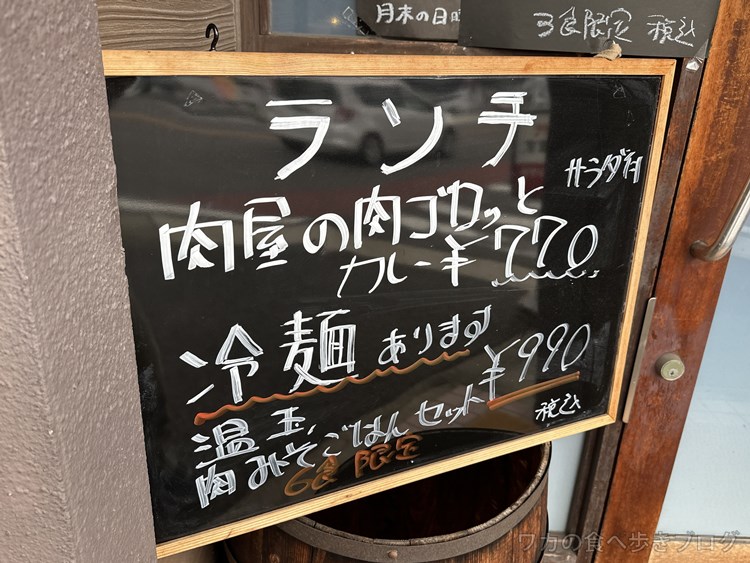 月末の日曜
3食限定 税込
ランチ
サラダ付
肉屋の肉ゴロっと
カレー ¥770
冷麺 あります
¥990
温玉,
肉みそごはん セット
税込
6食 限定
ワカの食べ歩きブログ